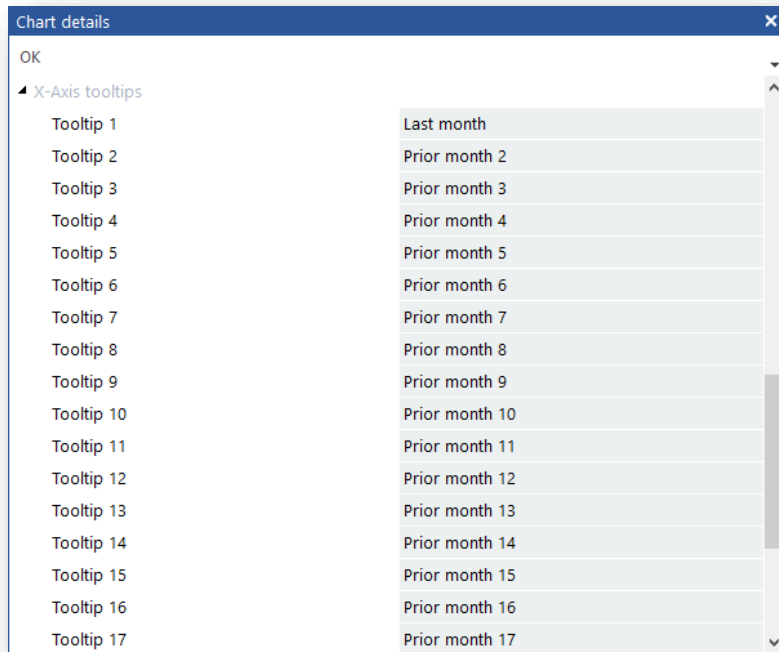 Chart details
OK
X-Axis tooltips
Tooltip 1 Last month
Tooltip 2 Prior month 2
Tooltip 3 Prior month 3
Tooltip 4 Prior month 4
Tooltip 5 Prior month 5
Tooltip 6 Prior month 6
Tooltip 7 Prior month 7
Tooltip 8 Prior month 8
Tooltip 9 Prior month 9
Tooltip 10 Prior month 10
Tooltip 11 Prior month 11
Tooltip 12 Prior month 12
Tooltip 13 Prior month 13
Tooltip 14 Prior month 14
Tooltip 15 Prior month 15
Tooltip 16 Prior month 16
Tooltip 17 Prior month 17